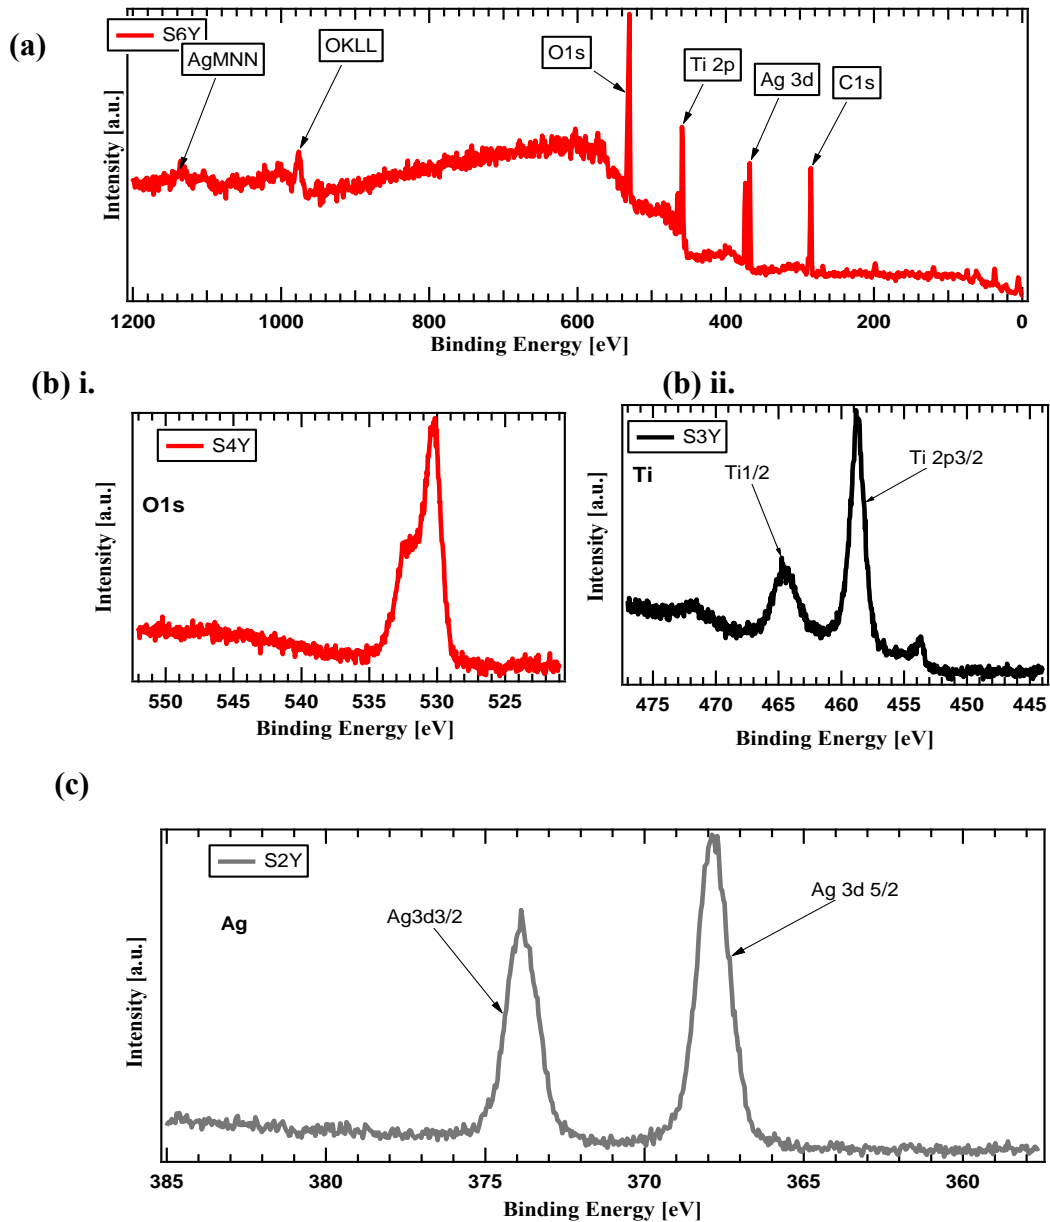 (a)
S6Y
AgMNN
OKLL
O1s
Ti 2p
Ag 3d
C1s
Intensity [a.u.]
1200 1000 800 600 400 200 0
Binding Energy [eV]
(b) i.
S4Y
O1s
Intensity [a.u.]
550 545 540 535 530 525
Binding Energy [eV]
(b) ii.
S3Y
Ti
Ti1/2
Ti 2p3/2
Intensity [a.u.]
475 470 465 460 455 450 445
Binding Energy [eV]
(c)
S2Y
Ag
Ag3d3/2
Ag 3d 5/2
Intensity [a.u.]
385 380 375 370 365 360
Binding Energy [eV]